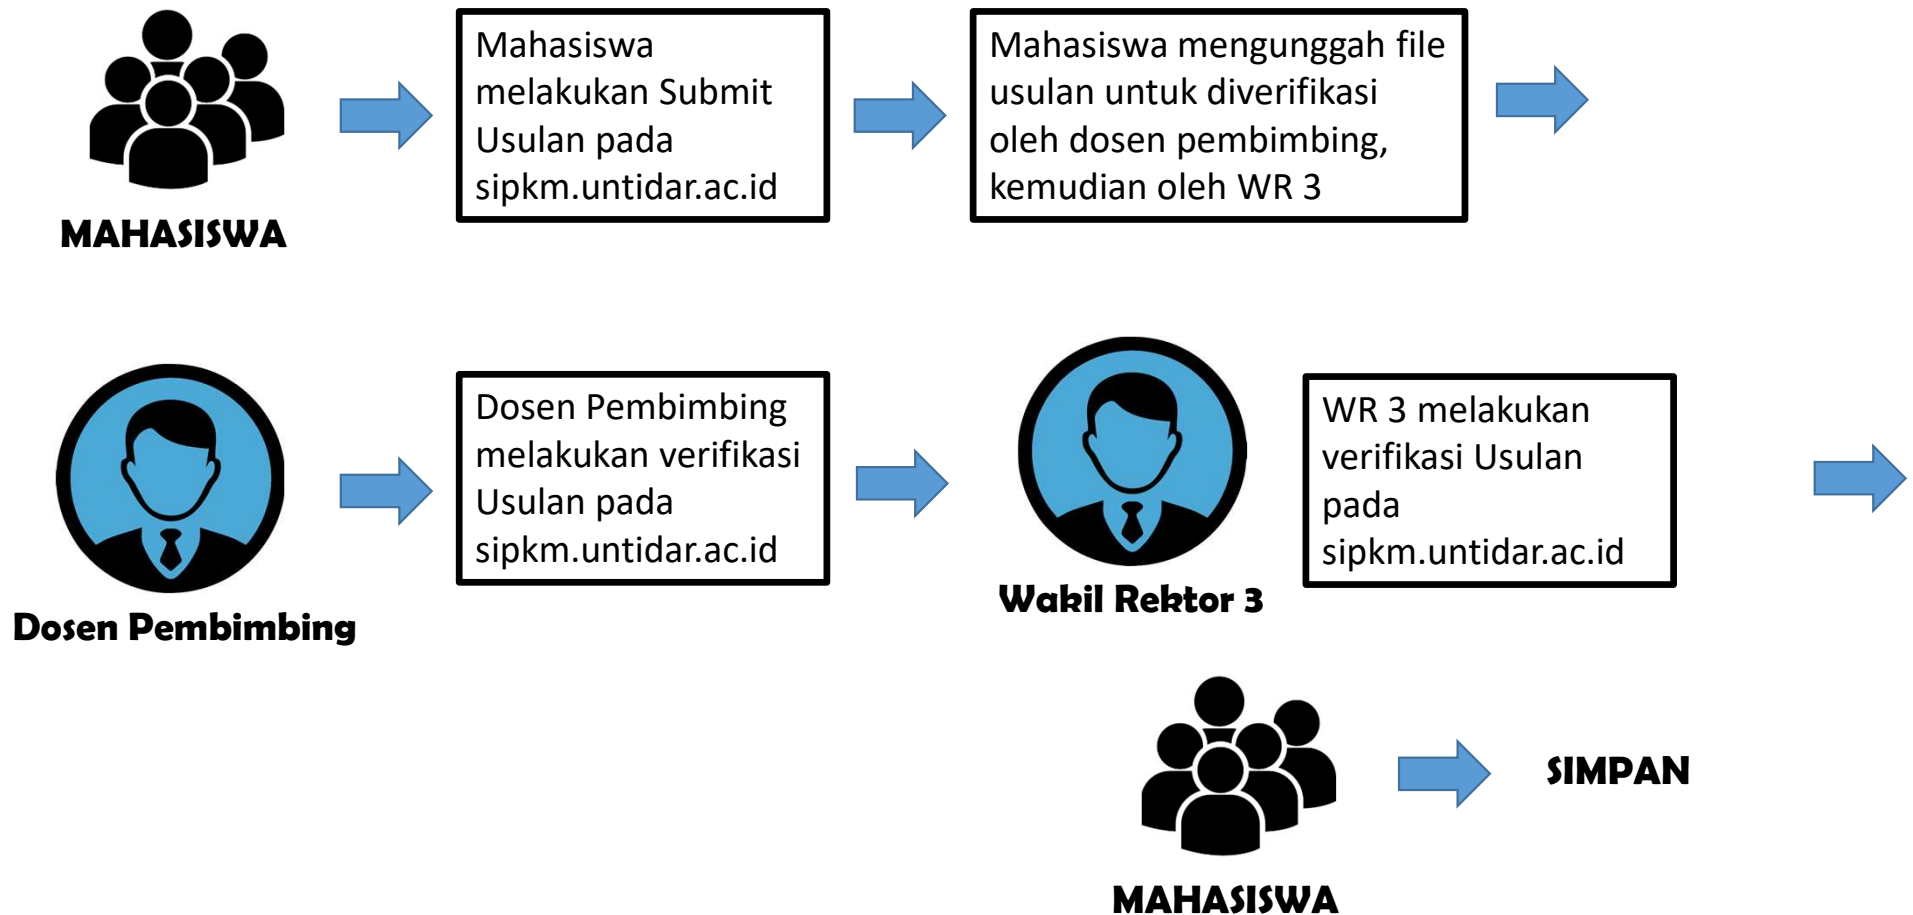 MAHASISWA
Mahasiswa
melakukan Submit
Usulan pada
sipkm.untidar.ac.id
Mahasiswa mengunggah file
usulan untuk diverifikasi
oleh dosen pembimbing,
kemudian oleh WR 3
Dosen Pembimbing
Dosen Pembimbing
melakukan verifikasi
Usulan pada
sipkm.untidar.ac.id
Wakil Rektor 3
WR 3 melakukan
verifikasi Usulan
pada
sipkm.untidar.ac.id
MAHASISWA
SIMPAN